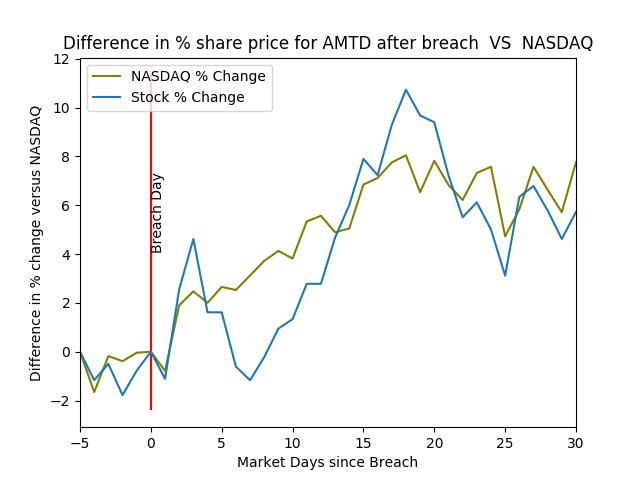 Difference in % share price for AMTD after breach  VS  NASDAQ
NASDAQ % Change
Stock % Change
Breach Day
Difference in % change versus NASDAQ
12
10
8
6
4
2
0
−2
−5
0
5
10
15
20
25
30
Market Days since Breach